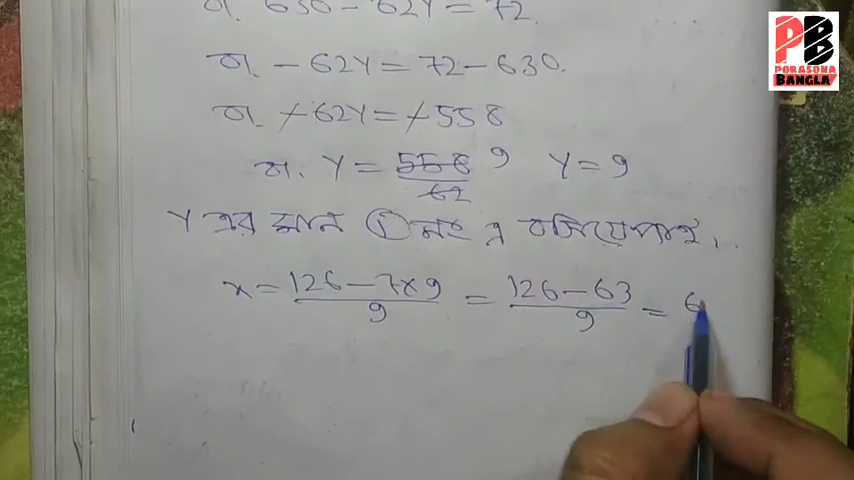 বা. 630 - 62Y = 72.
PB
PORASONA
BANGLA
বা. - 62Y = 72 - 630.
বা. - 62Y = - 558
বা. Y = 558/62 9 Y = 9
Y এর মান ① নং এ বসিয়ে পাই,
x = 126 - 7×9/9 = 126 - 63/9 = 6